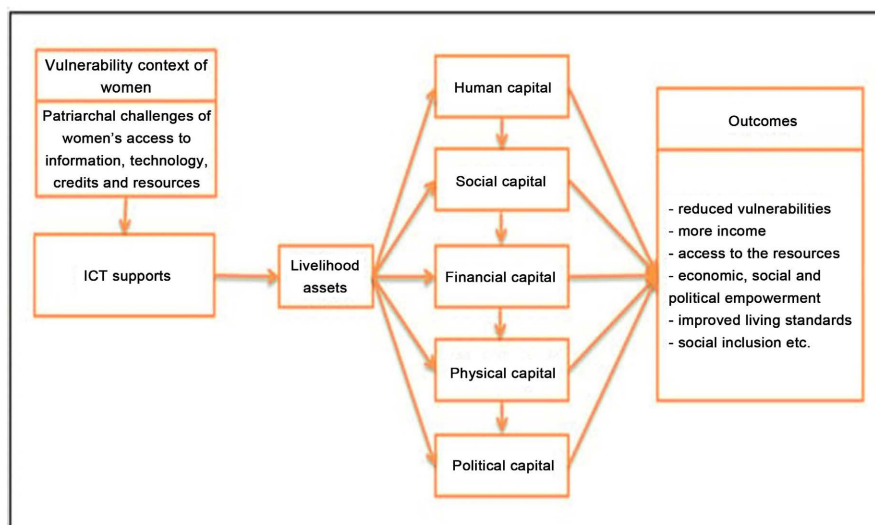 Vulnerability context of
women
Patriarchal challenges of
women's access to
information, technology,
credits and resources
ICT supports
Livelihood
assets
Human capital
Social capital
Financial capital
Physical capital
Political capital
Outcomes
- reduced vulnerabilities
- more income
- access to the resources
- economic, social and
political empowerment
- improved living standards
- social inclusion etc.